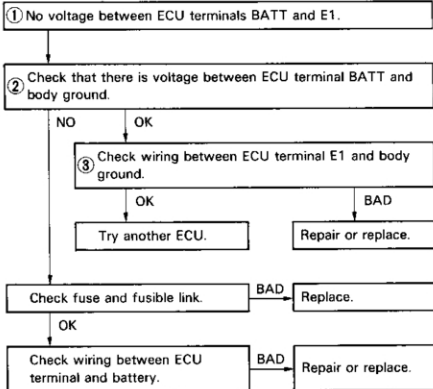 ① No voltage between ECU terminals BATT and E1.
② Check that there is voltage between ECU terminal BATT and
body ground.
NO
OK
③ Check wiring between ECU terminal E1 and body
ground.
OK
BAD
Try another ECU.
Repair or replace.
Check fuse and fusible link.
BAD
Replace.
OK
Check wiring between ECU
terminal and battery.
BAD
Repair or replace.